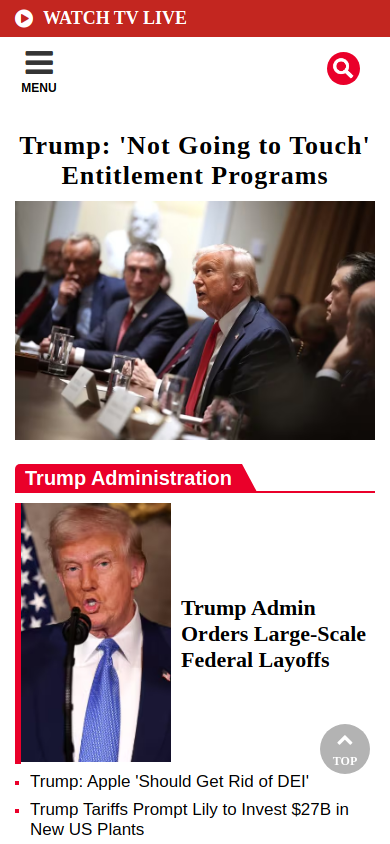 WATCH TV LIVE
MENU
Trump: 'Not Going to Touch'
Entitlement Programs
Trump Administration
Trump Admin
Orders Large-Scale
Federal Layoffs
TOP
Trump: Apple 'Should Get Rid of DEI'
Trump Tariffs Prompt Lily to Invest $27B in
New US Plants